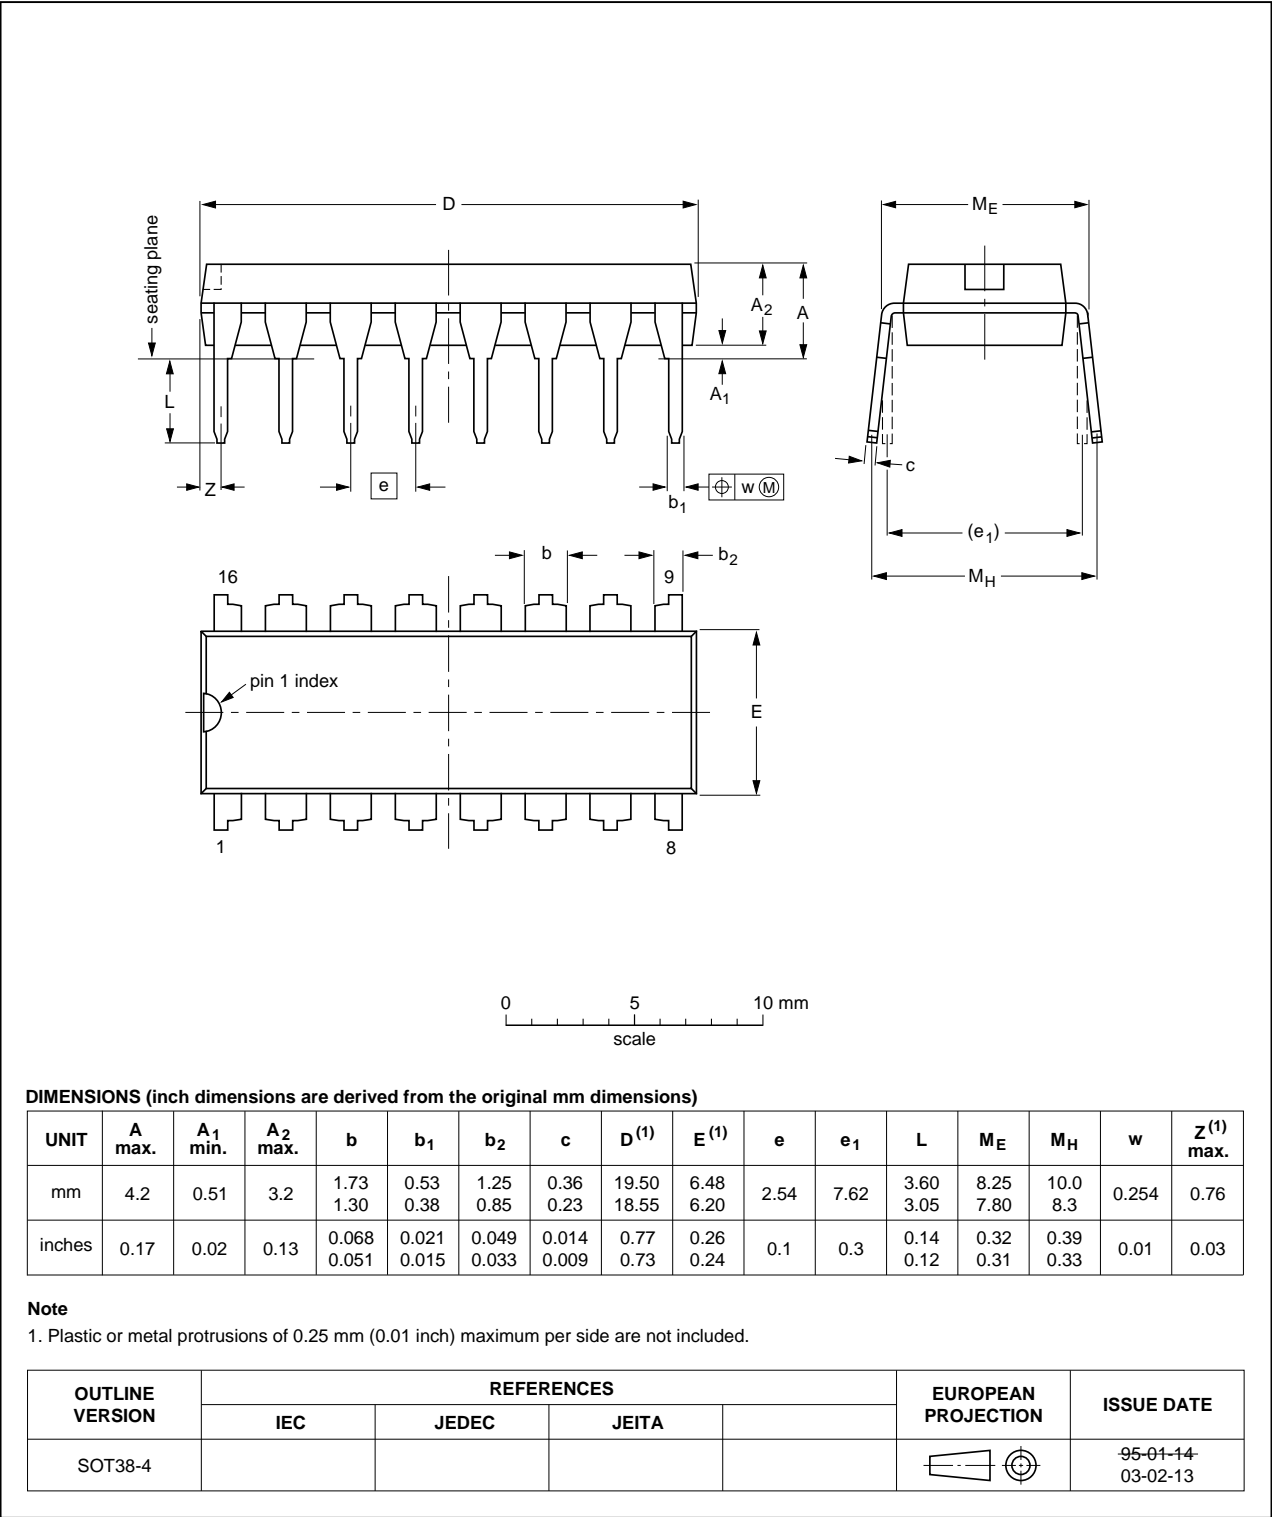 D
ME
seating plane
A2
A
A1
L
Z
e
b1
w M
c
(e1)
MH
b
b2
16
9
pin 1 index
E
1
8
0 5 10 mm
scale
DIMENSIONS (inch dimensions are derived from the original mm dimensions)
UNIT A max. A1 min. A2 max. b b1 b2 c D(1) E(1) e e1 L ME MH w Z(1) max.
mm 4.2 0.51 3.2 1.73 1.30 0.53 0.38 1.25 0.85 0.36 0.23 19.50 18.55 6.48 6.20 2.54 7.62 3.60 3.05 8.25 7.80 10.0 8.3 0.254 0.76
inches 0.17 0.02 0.13 0.068 0.051 0.021 0.015 0.049 0.033 0.014 0.009 0.77 0.73 0.26 0.24 0.1 0.3 0.14 0.12 0.32 0.31 0.39 0.33 0.01 0.03
Note
1. Plastic or metal protrusions of 0.25 mm (0.01 inch) maximum per side are not included.
OUTLINE VERSION REFERENCES EUROPEAN PROJECTION ISSUE DATE
IEC JEDEC JEITA
SOT38-4 95-01-14
03-02-13